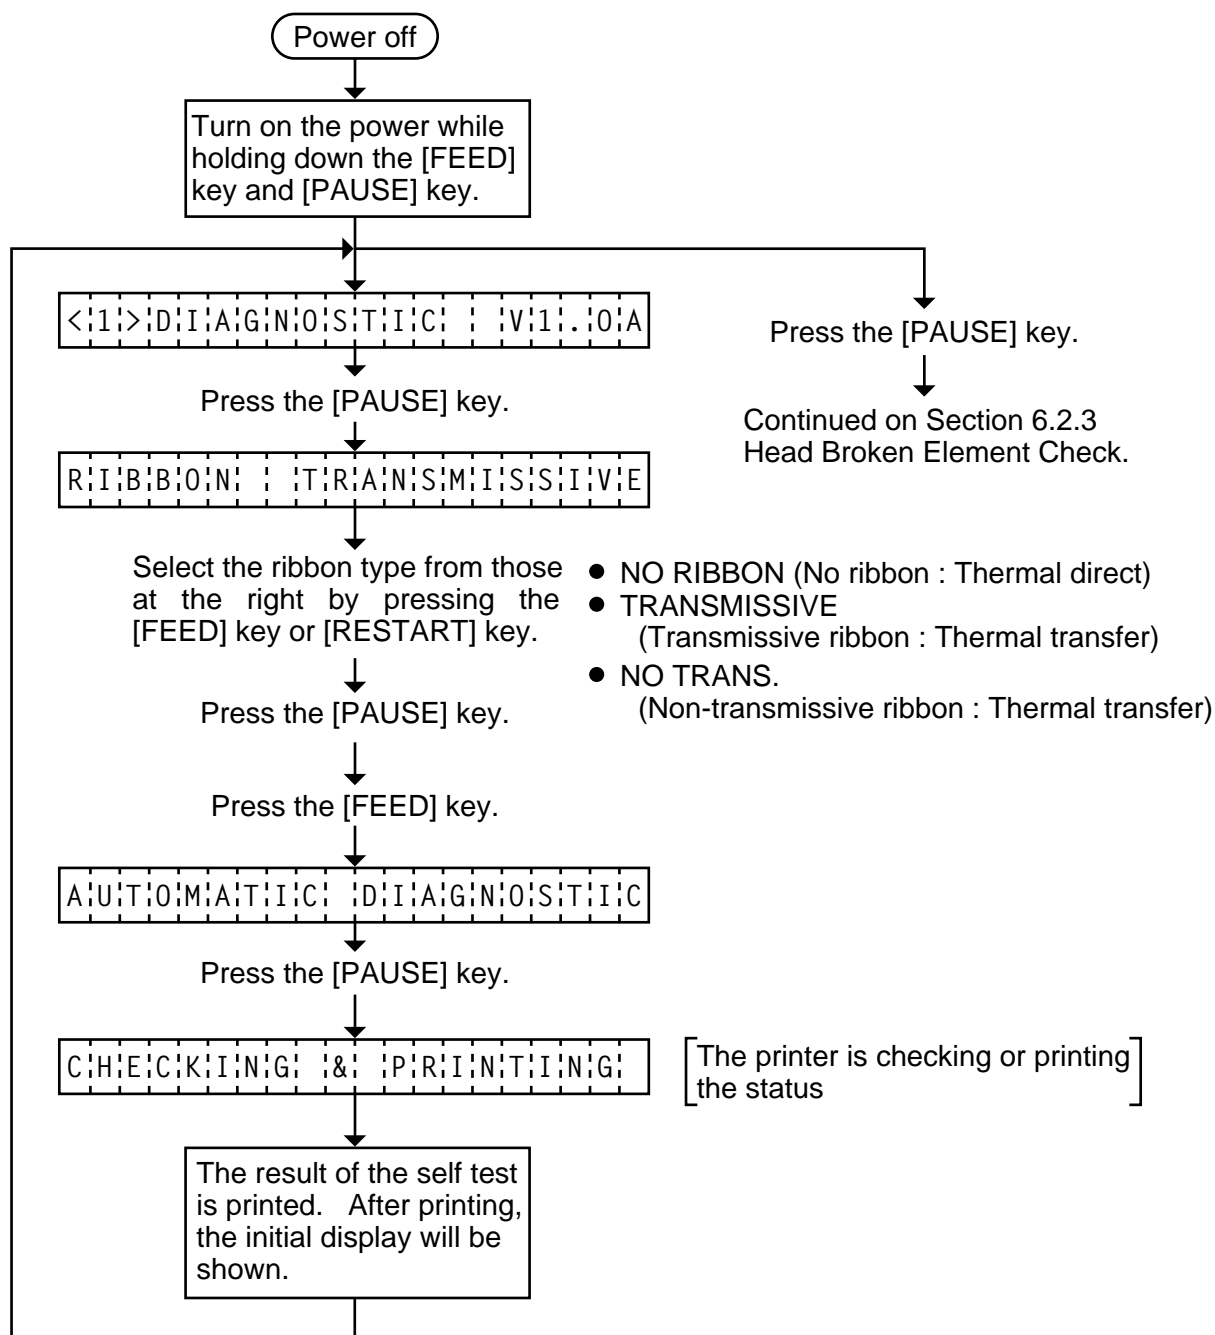 Power off
Turn on the power while
holding down the [FEED]
key and [PAUSE] key.
<1>DIAGNOSTIC  V1.0A
Press the [PAUSE] key.
Press the [PAUSE] key.
Continued on Section 6.2.3
Head Broken Element Check.
RIBBON  TRANSMISSIVE
Select the ribbon type from those
at the right by pressing the
[FEED] key or [RESTART] key.
● NO RIBBON (No ribbon : Thermal direct)
● TRANSMISSIVE
(Transmissive ribbon : Thermal transfer)
● NO TRANS.
(Non-transmissive ribbon : Thermal transfer)
Press the [PAUSE] key.
Press the [FEED] key.
AUTOMATIC DIAGNOSTIC
Press the [PAUSE] key.
CHECKING & PRINTING
[The printer is checking or printing
the status]
The result of the self test
is printed.   After printing,
the initial display will be
shown.